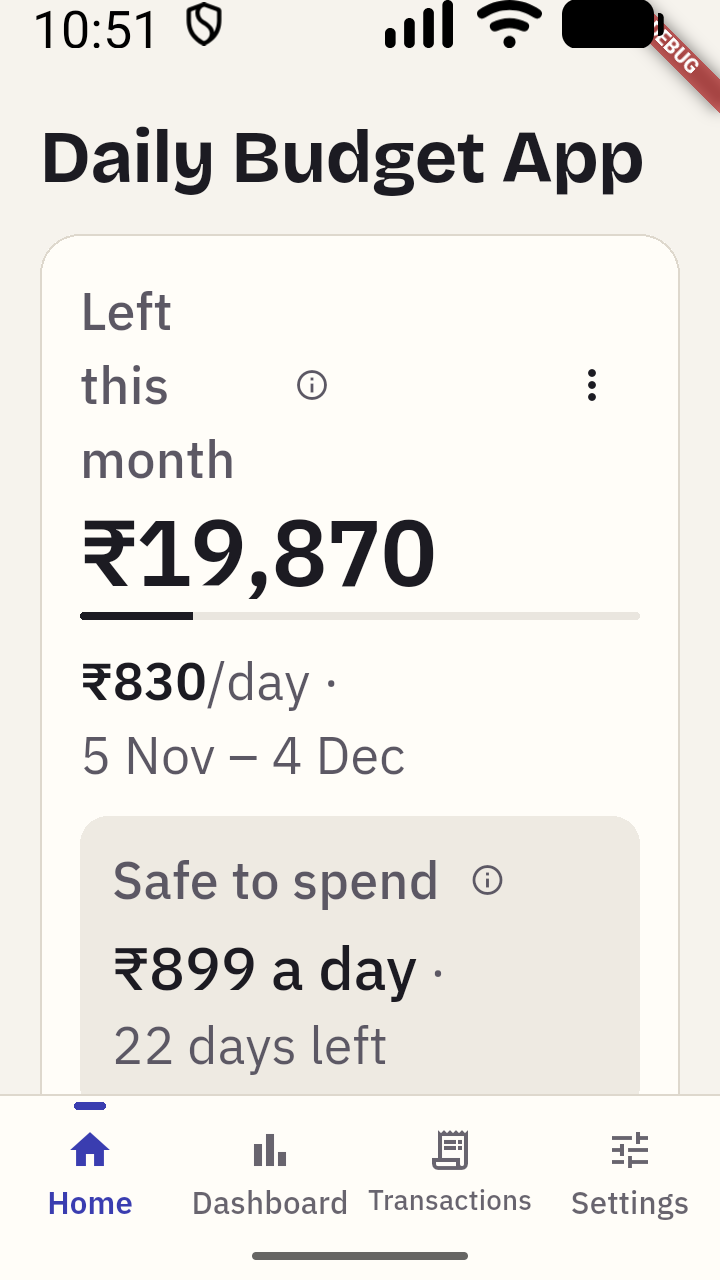 10:51
DEBUG
Daily Budget App
Left
this
month
₹19,870
₹830/day ·
5 Nov – 4 Dec
Safe to spend
₹899 a day ·
22 days left
Home
Dashboard
Transactions
Settings